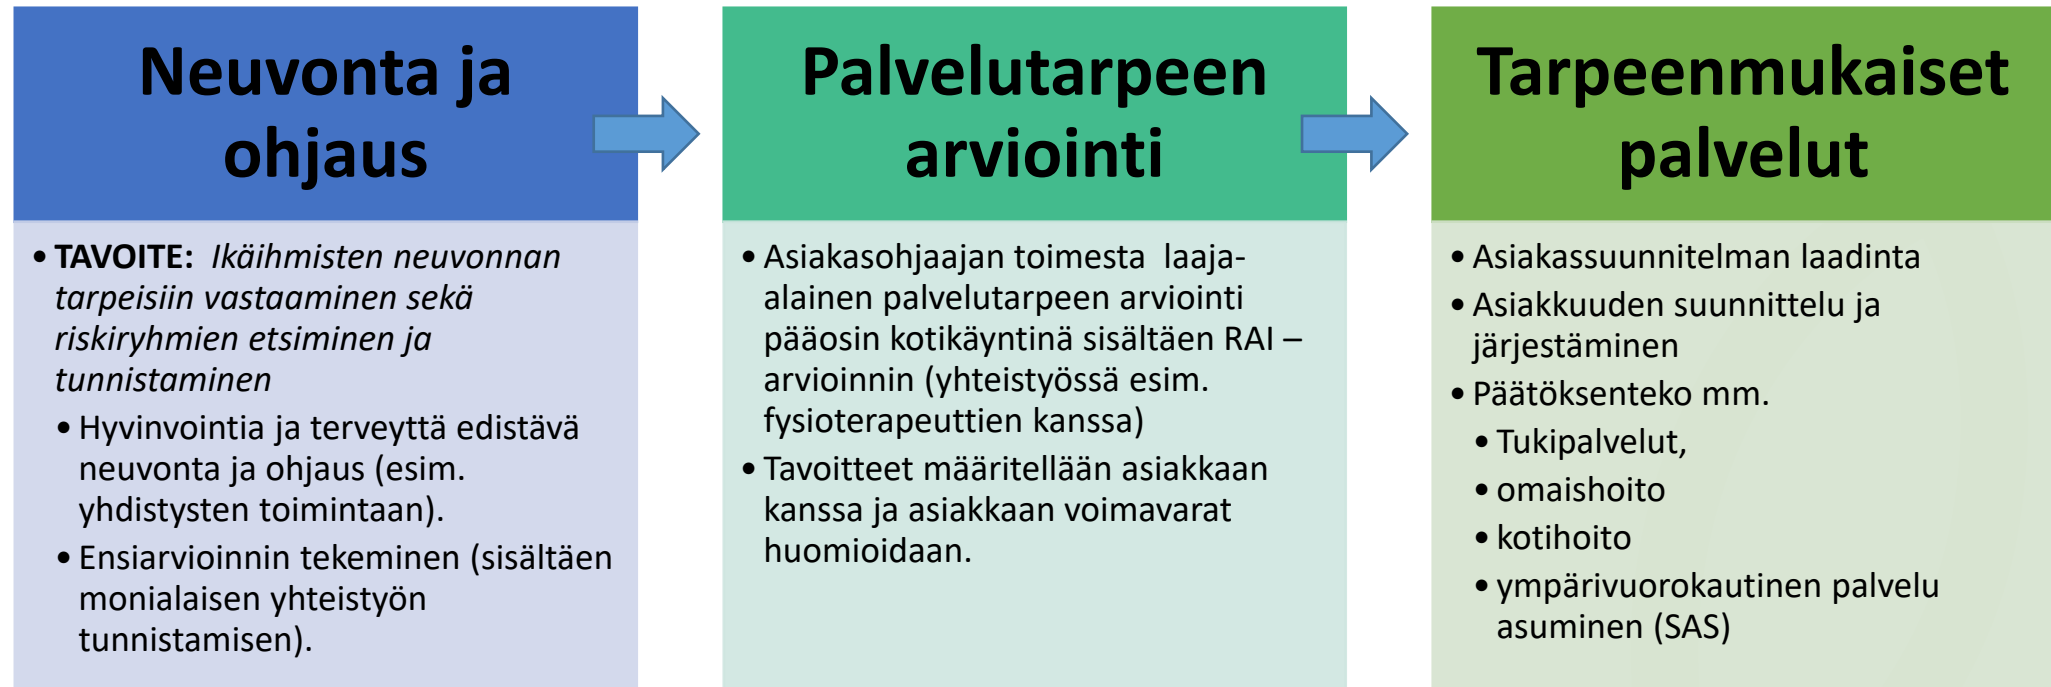 Neuvonta ja
ohjaus
• TAVOITE: Ikäihmisten neuvonnan
tarpeisiin vastaaminen sekä
riskiryhmien etsiminen ja
tunnistaminen
• Hyvinvointia ja terveyttä edistävä
neuvonta ja ohjaus (esim.
yhdistysten toimintaan).
• Ensiarvioinnin tekeminen (sisältäen
monialaisen yhteistyön
tunnistamisen).
Palvelutarpeen
arviointi
• Asiakasohjaajan toimesta laaja-
alainen palvelutarpeen arviointi
pääosin kotikäyntinä sisältäen RAI –
arvioinnin (yhteistyössä esim.
fysioterapeuttien kanssa)
• Tavoitteet määritellään asiakkaan
kanssa ja asiakkaan voimavarat
huomioidaan.
Tarpeenmukaiset
palvelut
• Asiakassuunnitelman laadinta
• Asiakkuuden suunnittelu ja
järjestäminen
• Päätöksenteko mm.
• Tukipalvelut,
• omaishoito
• kotihoito
• ympärivuorokautinen palvelu
asuminen (SAS)